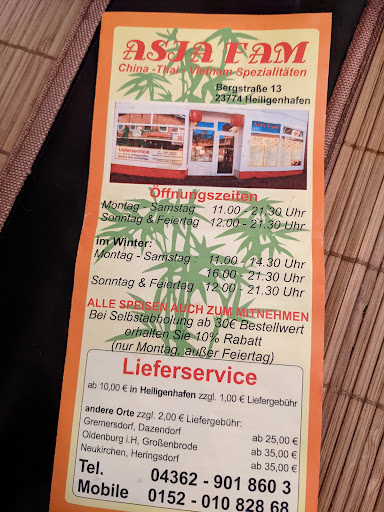 ASIA FAM
China -Thai - Vietnam Spezialitäten
Bergstraße 13
23774 Heiligenhafen
ASIA FAM
Lieferservice
Öffnungszeiten
Montag - Samstag 11.00 - 21.30 Uhr
Sonntag & Feiertag 12:00 - 21.30 Uhr
im Winter:
Montag - Samstag : 11.00 - 14.30 Uhr
16.00 - 21.30 Uhr
Sonntag & Feiertag 12.00 - 21.30 Uhr
ALLE SPEISEN AUCH ZUM MITNEHMEN
Bei Selbstabholung ab 30€ Bestellwert
erhalten Sie 10% Rabatt
(nur Montag, außer Feiertag)
Lieferservice
ab 10,00 € in Heiligenhafen zzgl. 1,00 € Liefergebühr
andere Orte zzgl. 2,00 € Liefergebühr:
Gremersdorf, Dazendorf ab 25,00 €
Oldenburg i.H, Großenbrode ab 35,00 €
Neukirchen, Heringsdorf ab 35,00 €
Tel. 04362 - 901 860 3
Mobile 0152 - 010 828 68